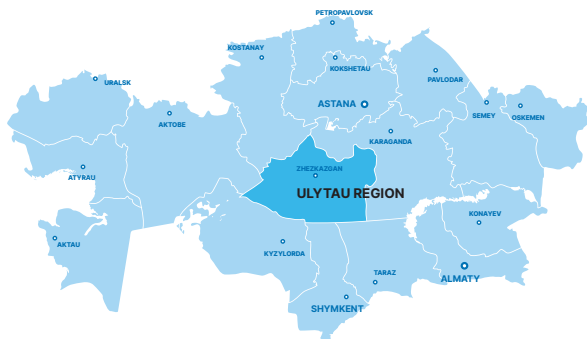 PETROPAVLOVSK
KOSTANAY
KOKSHETAU
PAVLODAR
URALSK
ASTANA
SEMEY
OSKEMEN
AKTOBE
KARAGANDA
ZHEZKAZGAN
ATYRAU
ULYTAU REGION
KONAYEV
AKTAU
KYZYLORDA
TARAZ
ALMATY
SHYMKENT